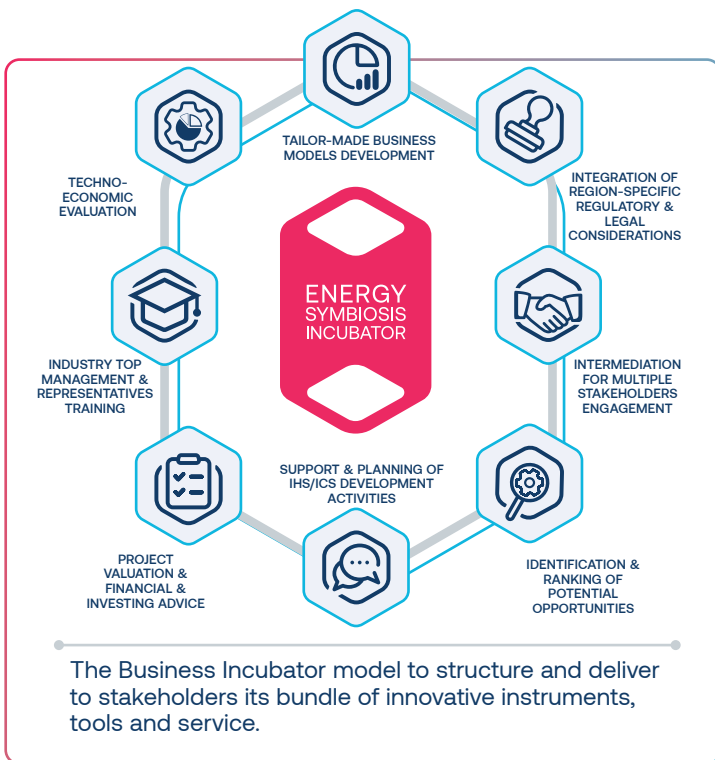 TAILOR-MADE BUSINESS
MODELS DEVELOPMENT
TECHNO-
ECONOMIC
EVALUATION
INTEGRATION OF
REGION-SPECIFIC
REGULATORY &
LEGAL
CONSIDERATIONS
ENERGY
SYMBIOSIS
INCUBATOR
INDUSTRY TOP
MANAGEMENT &
REPRESENTATIVES
TRAINING
INTERMEDIATION
FOR MULTIPLE
STAKEHOLDERS
ENGAGEMENT
SUPPORT & PLANNING OF
IHS/ICS DEVELOPMENT
ACTIVITIES
PROJECT
VALUATION &
FINANCIAL &
INVESTING ADVICE
IDENTIFICATION &
RANKING OF
POTENTIAL
OPPORTUNITIES
The Business Incubator model to structure and deliver
to stakeholders its bundle of innovative instruments,
tools and service.